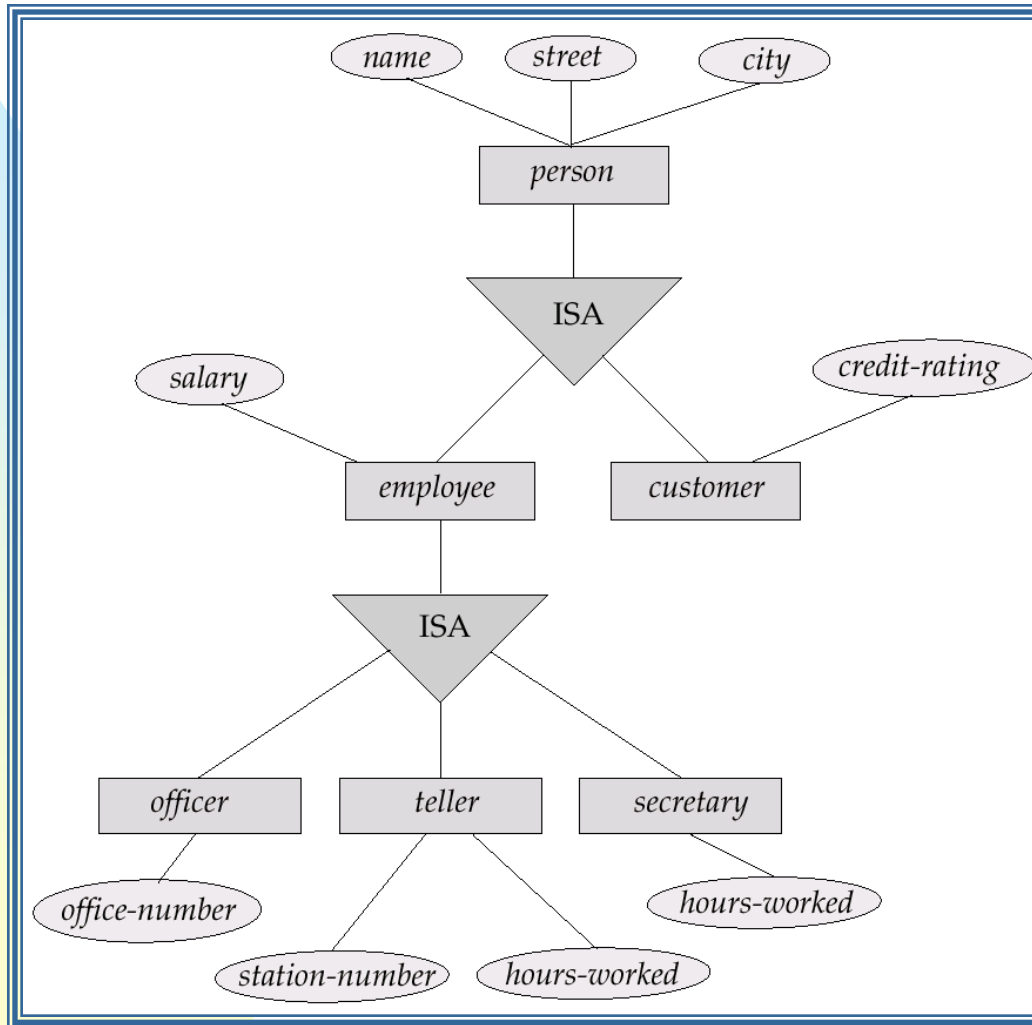 name
street
city
person
ISA
salary
credit-rating
employee
customer
ISA
officer
teller
secretary
office-number
station-number
hours-worked
hours-worked